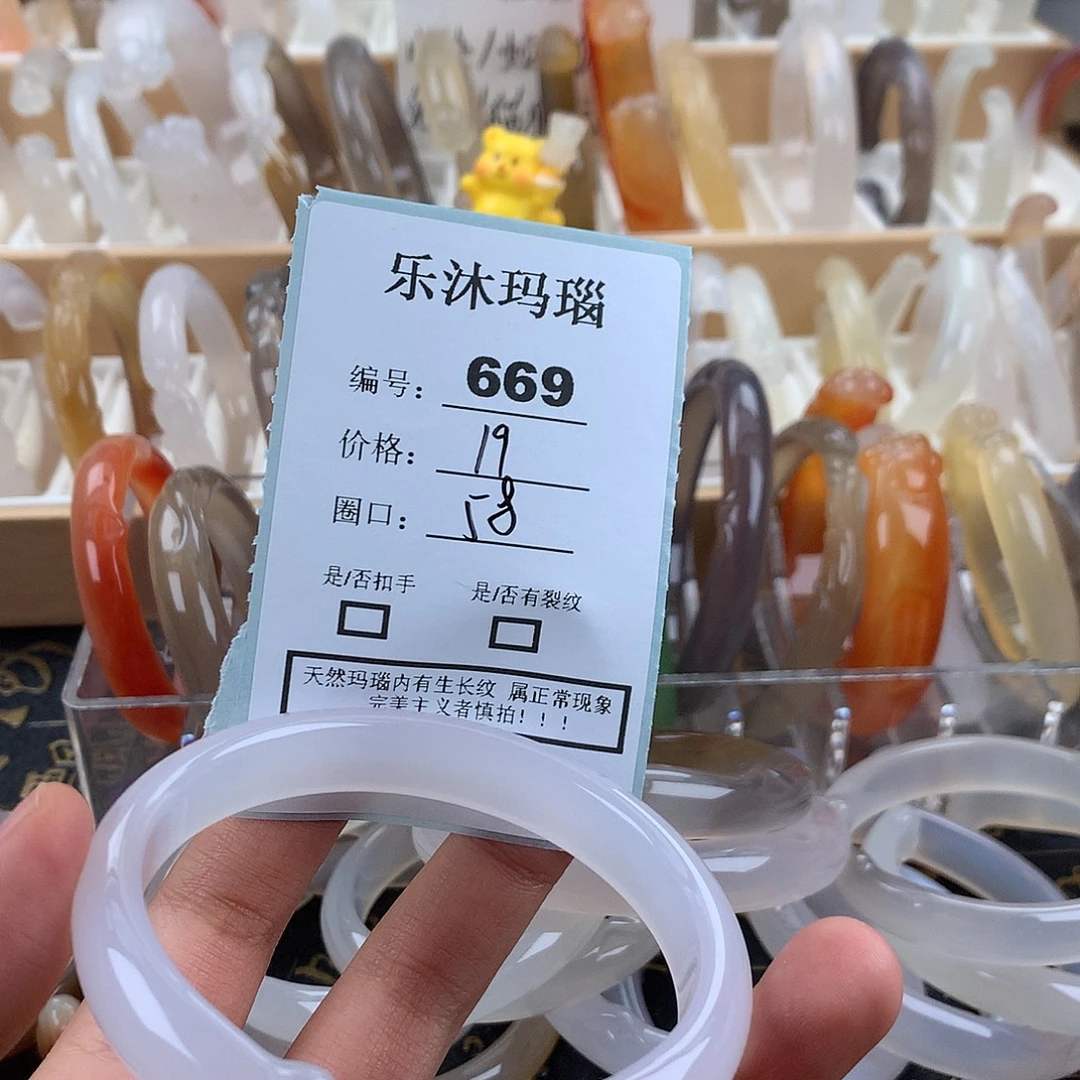 乐沐玛瑙
编号： 669
价格： 19
圈口： 58
是/否扣手 是/否有裂纹
天然玛瑙内有生长纹 属正常现象
完美主义者慎拍！！！